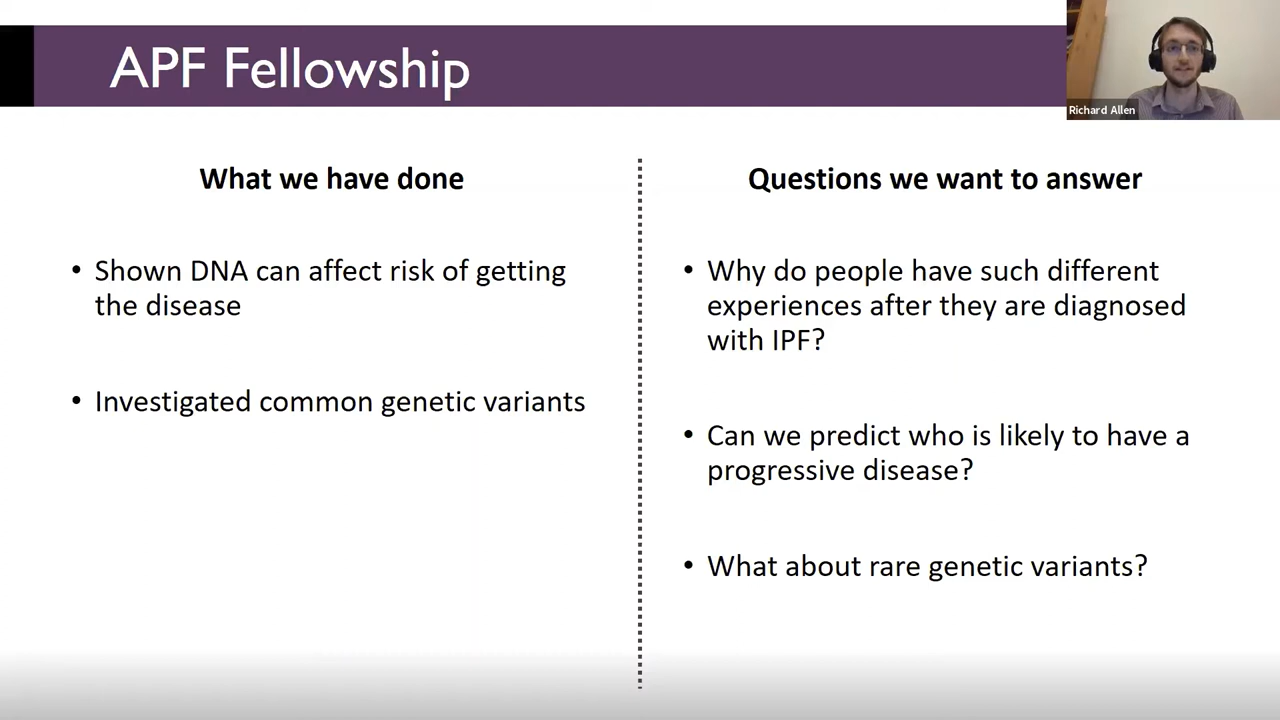 APF Fellowship
Richard Allen
What we have done
• Shown DNA can affect risk of getting
the disease
• Investigated common genetic variants
Questions we want to answer
• Why do people have such different
experiences after they are diagnosed
with IPF?
• Can we predict who is likely to have a
progressive disease?
• What about rare genetic variants?